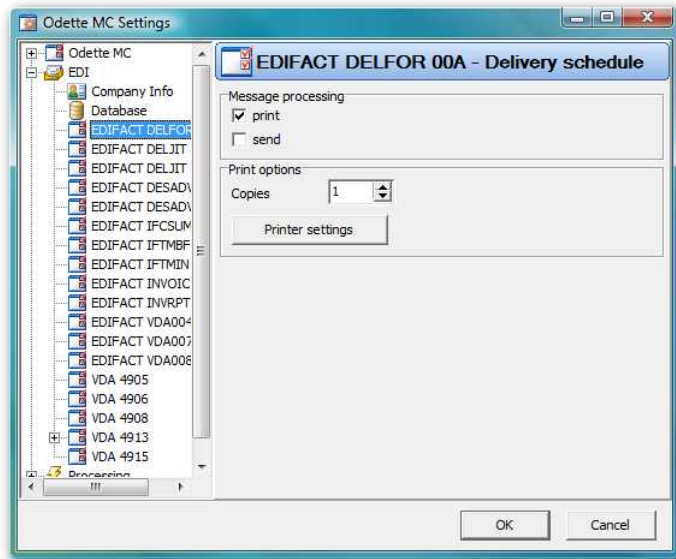 Odette MC Settings
Odette MC
EDI
Company Info
Database
EDIFACT DELFOR
EDIFACT DELJIT
EDIFACT DELJIT
EDIFACT DESADV
EDIFACT DESADV
EDIFACT IFCSUM
EDIFACT IFTMBF
EDIFACT IFTMIN
EDIFACT INVOIC
EDIFACT INVRPT
EDIFACT VDA004
EDIFACT VDA007
EDIFACT VDA008
VDA 4905
VDA 4906
VDA 4908
VDA 4913
VDA 4915
Processing
EDIFACT DELFOR 00A - Delivery schedule
Message processing
print
send
Print options
Copies 1
Printer settings
OK Cancel